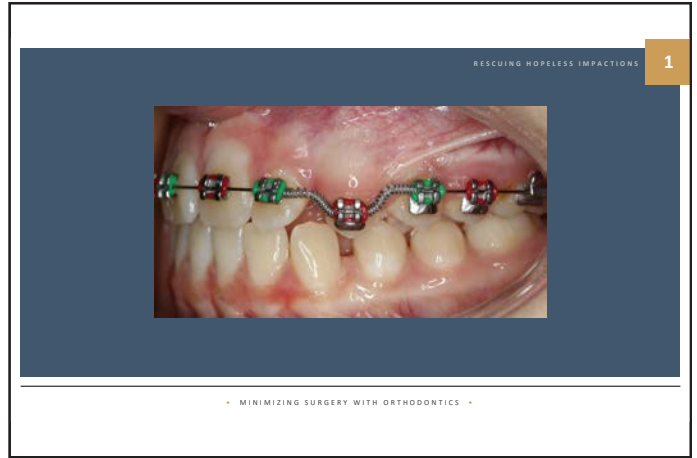 RESCUING HOPELESS IMPACTIONS
1
• MINIMIZING SURGERY WITH ORTHODONTICS •